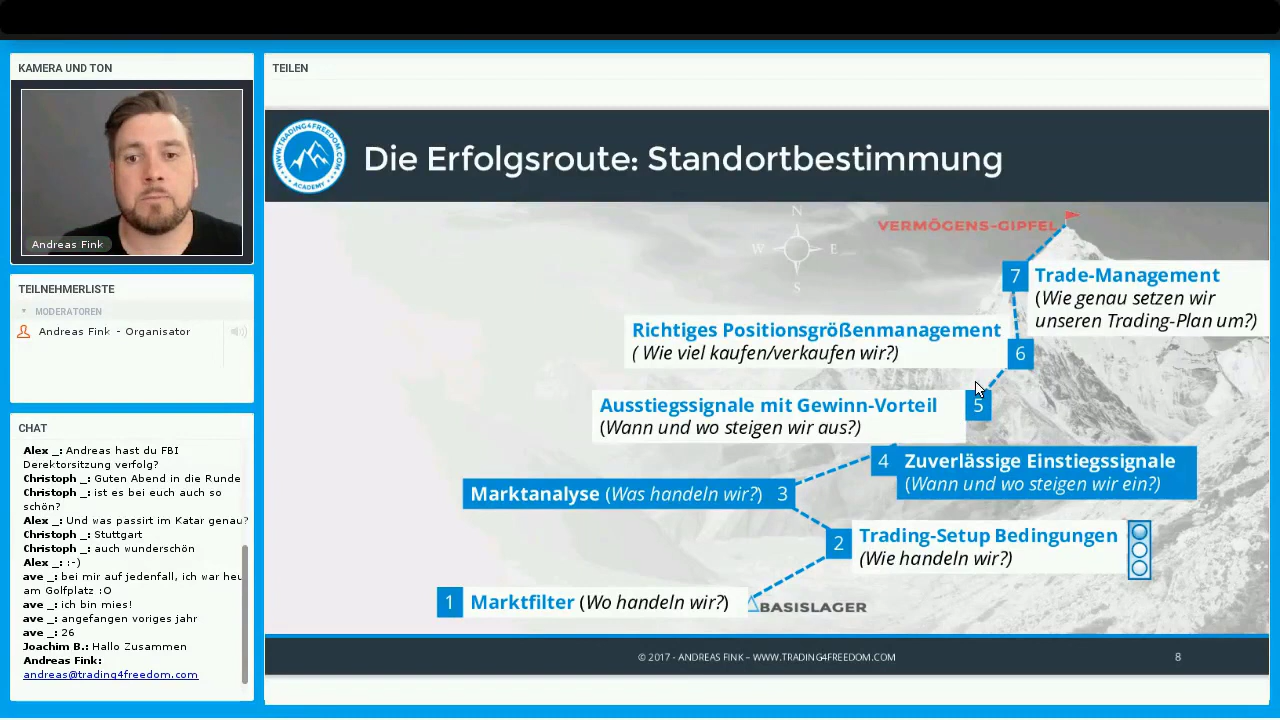 KAMERA UND TON
Andreas Fink
TEILNEHMERLISTE
MODERATOREN
Andreas Fink - Organisator
CHAT
Alex _: Andreas hast du FBI
Derektorsitzung verfolg?
Christoph _: Guten Abend in die Runde
Christoph _: ist es bei euch auch so
schön?
Alex _: Und was passirt im Katar genau?
Christoph _: Stuttgart
Christoph _: auch wunderschön
Alex _: :-)
ave _: bei mir auf jedenfall, ich war heu
am Golfplatz :O
ave _: ich bin mies!
ave _: angefangen voriges jahr
ave _: 26
Joachim B.: Hallo Zusammen
Andreas Fink:
andreas@trading4freedom.com
TEILEN
WWW.TRADING4FREEDOM.COM
ACADEMY
Die Erfolgsroute: Standortbestimmung
N
W E
S
VERMÖGENS-GIPFEL
7 Trade-Management
(Wie genau setzen wir
unseren Trading-Plan um?)
Richtiges Positionsgrößenmanagement
( Wie viel kaufen/verkaufen wir?) 6
Ausstiegssignale mit Gewinn-Vorteil 5
(Wann und wo steigen wir aus?)
4 Zuverlässige Einstiegssignale
(Wann und wo steigen wir ein?)
Marktanalyse (Was handeln wir?) 3
2 Trading-Setup Bedingungen
(Wie handeln wir?)
1 Marktfilter (Wo handeln wir?)
BASISLAGER
© 2017 - ANDREAS FINK – WWW.TRADING4FREEDOM.COM
8